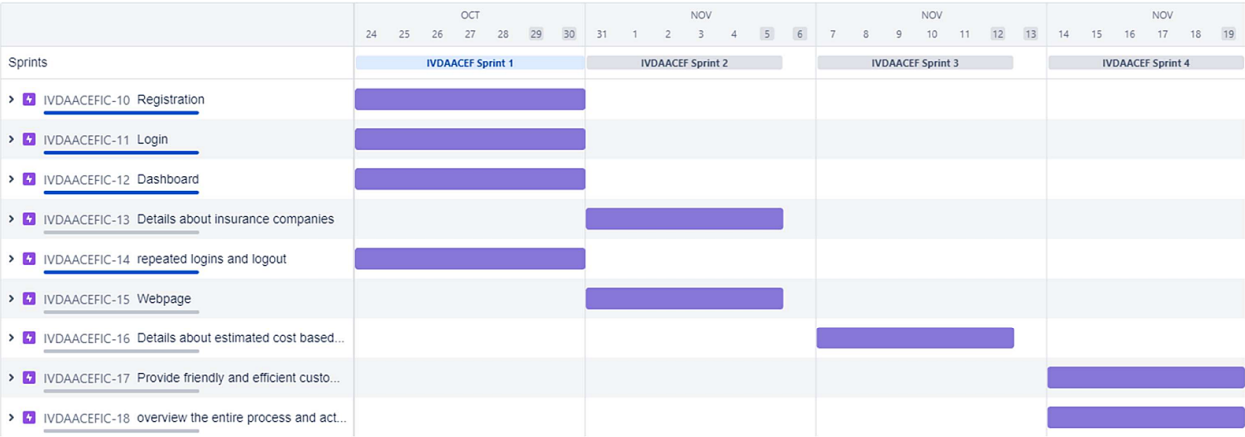 OCT NOV NOV NOV
24 25 26 27 28 29 30 31 1 2 3 4 5 6 7 8 9 10 11 12 13 14 15 16 17 18 19
Sprints IVDAACEF Sprint 1 IVDAACEF Sprint 2 IVDAACEF Sprint 3 IVDAACEF Sprint 4
IVDAACEFIC-10 Registration
IVDAACEFIC-11 Login
IVDAACEFIC-12 Dashboard
IVDAACEFIC-13 Details about insurance companies
IVDAACEFIC-14 repeated logins and logout
IVDAACEFIC-15 Webpage
IVDAACEFIC-16 Details about estimated cost based...
IVDAACEFIC-17 Provide friendly and efficient custo...
IVDAACEFIC-18 overview the entire process and act...